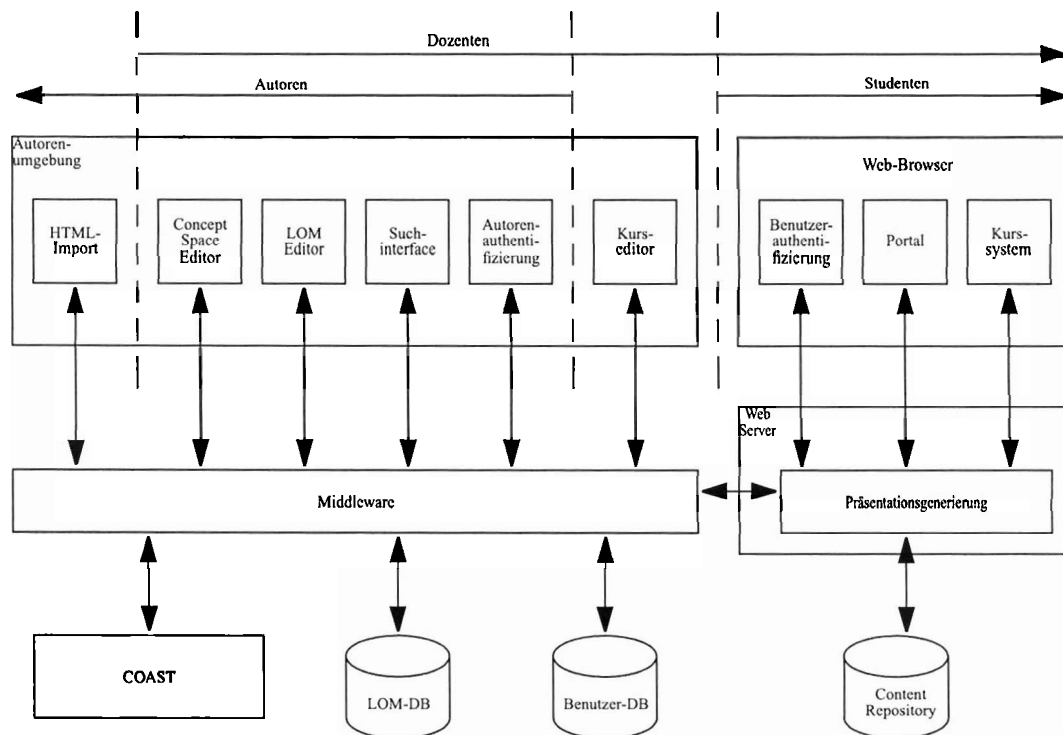 Dozenten
Autoren
Studenten
Autoren-
umgebung
Web-Browser
HTML-
Import
Concept
Space
Editor
LOM
Editor
Such-
interface
Autoren-
authenti-
fizierung
Kurs-
editor
Benutzer-
authenti-
fizierung
Portal
Kurs-
system
Web
Server
Middleware
Präsentationsgenerierung
COAST
LOM-DB
Benutzer-DB
Content
Repository